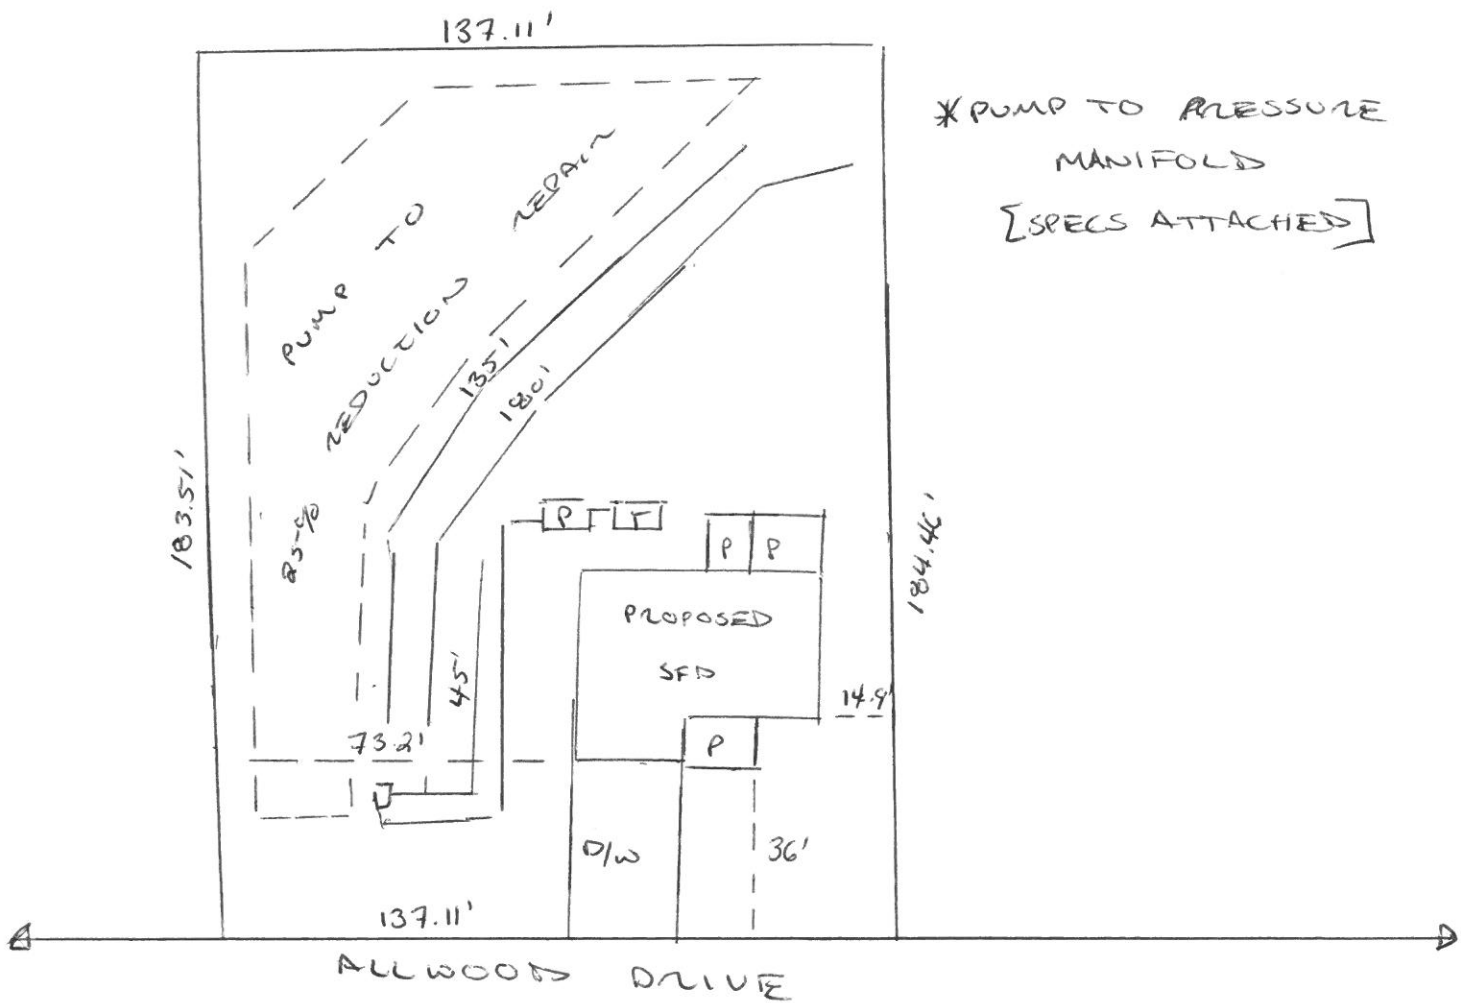 137.11'
*PUMP TO PRESSURE
MANIFOLD
[SPECS ATTACHED]
PUMP TO REPAIR
25% REDUCTION
135'
180'
183.51'
184.46'
P
T
P
P
PROPOSED
SFD
45'
14.9'
73.2'
P
D/W
36'
137.11'
ALLWOOD DRIVE